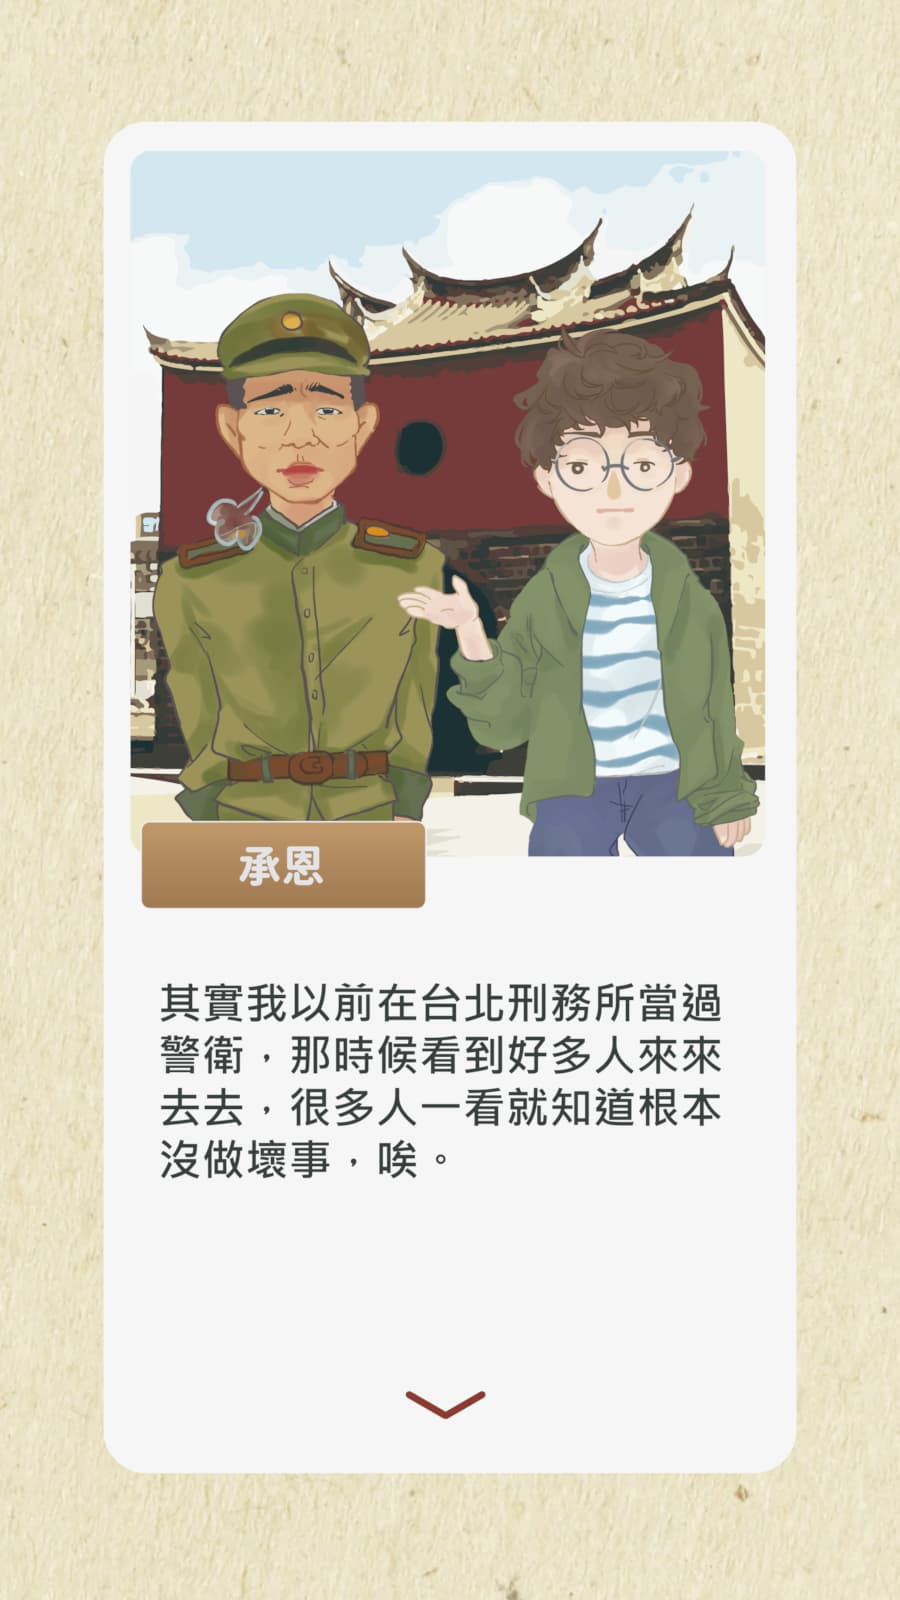 承恩
其實我以前在台北刑務所當過
警衛，那時候看到好多人來來
去去，很多人一看就知道根本
沒做壞事，唉。